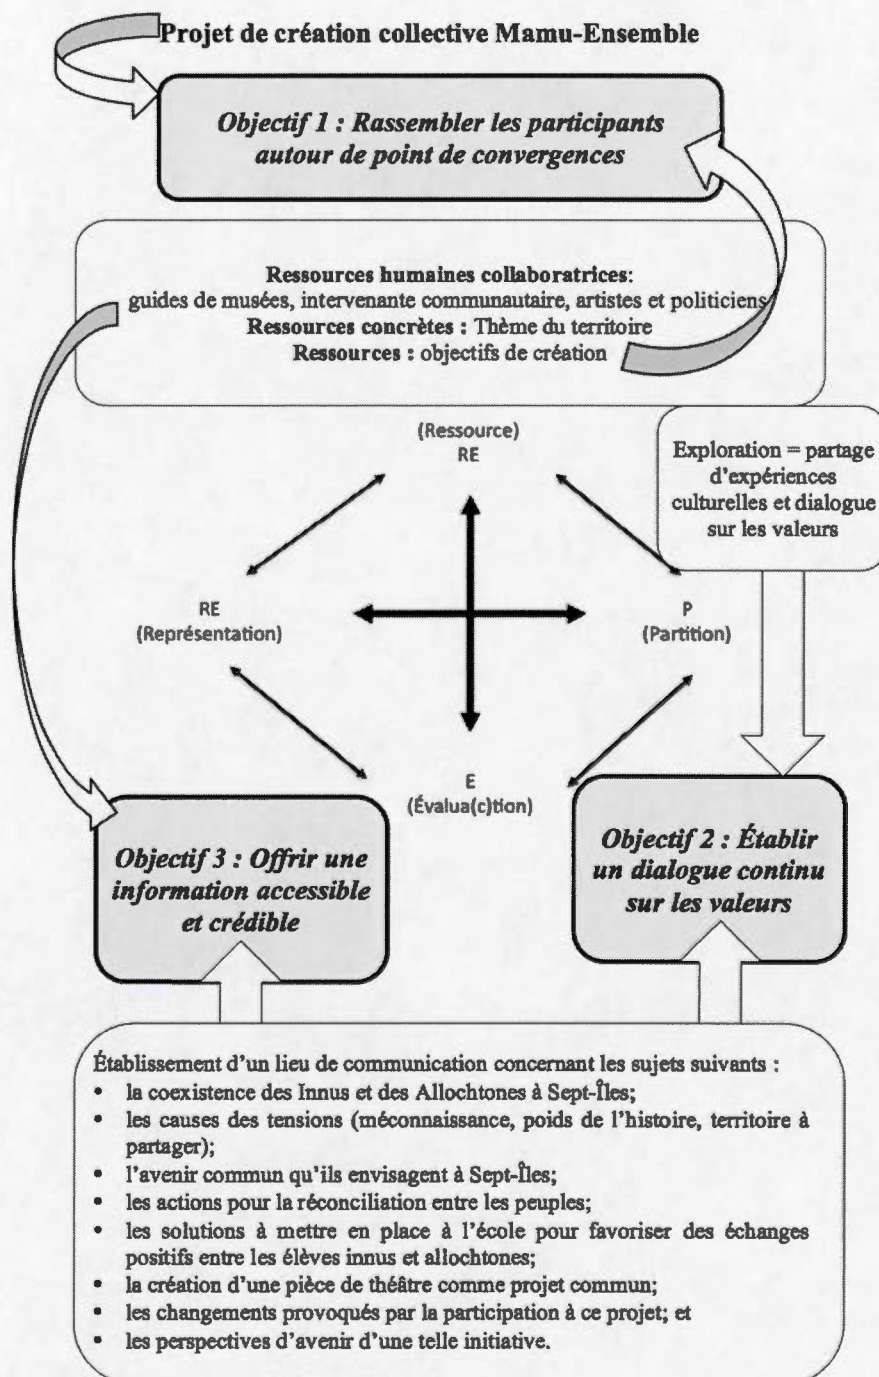 Projet de création collective Mamu-Ensemble
Objectif 1 : Rassembler les participants
autour de point de convergences
Ressources humaines collaboratrices:
guides de musées, intervenante communautaire, artistes et politiciens
Ressources concrètes : Thème du territoire
Ressources : objectifs de création
(Ressource)
RE
Exploration = partage
d'expériences
culturelles et dialogue
sur les valeurs
RE
(Représentation)
P
(Partition)
E
(Évalua(c)tion)
Objectif 3 : Offrir une
information accessible
et crédible
Objectif 2 : Établir
un dialogue continu
sur les valeurs
Établissement d'un lieu de communication concernant les sujets suivants :
• la coexistence des Innus et des Allochtones à Sept-Îles;
• les causes des tensions (méconnaissance, poids de l'histoire, territoire à
partager);
• l'avenir commun qu'ils envisagent à Sept-Îles;
• les actions pour la réconciliation entre les peuples;
• les solutions à mettre en place à l'école pour favoriser des échanges
positifs entre les élèves innus et allochtones;
• la création d'une pièce de théâtre comme projet commun;
• les changements provoqués par la participation à ce projet; et
• les perspectives d'avenir d'une telle initiative.